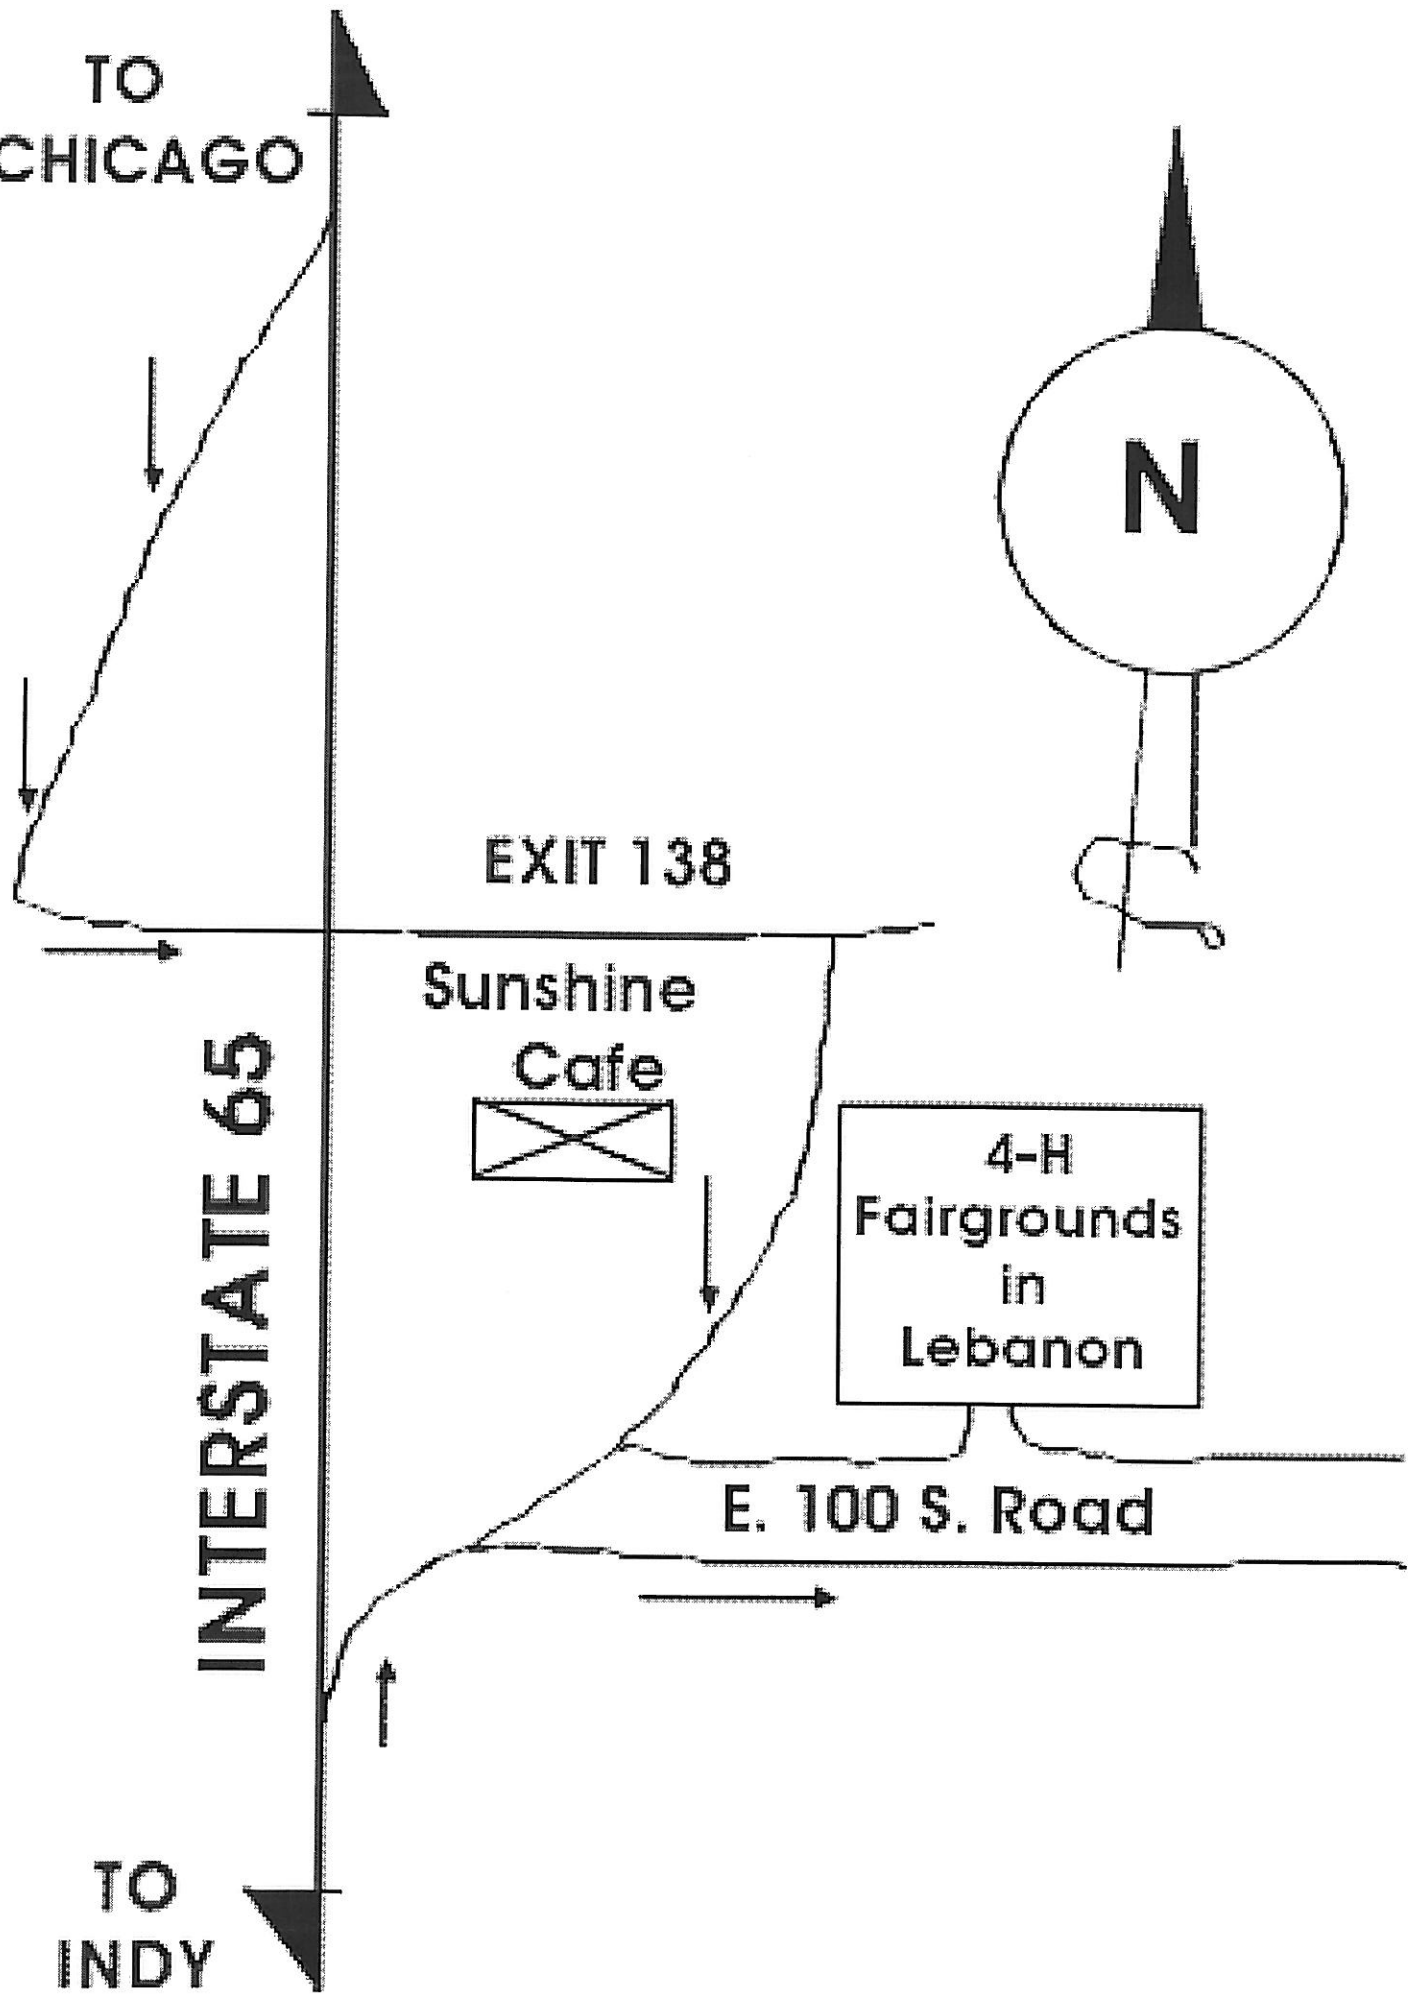 TO
CHICAGO
N
EXIT 138
Sunshine
Cafe
INTERSTATE 65
4-H
Fairgrounds
in
Lebanon
E. 100 S. Road
TO
INDY